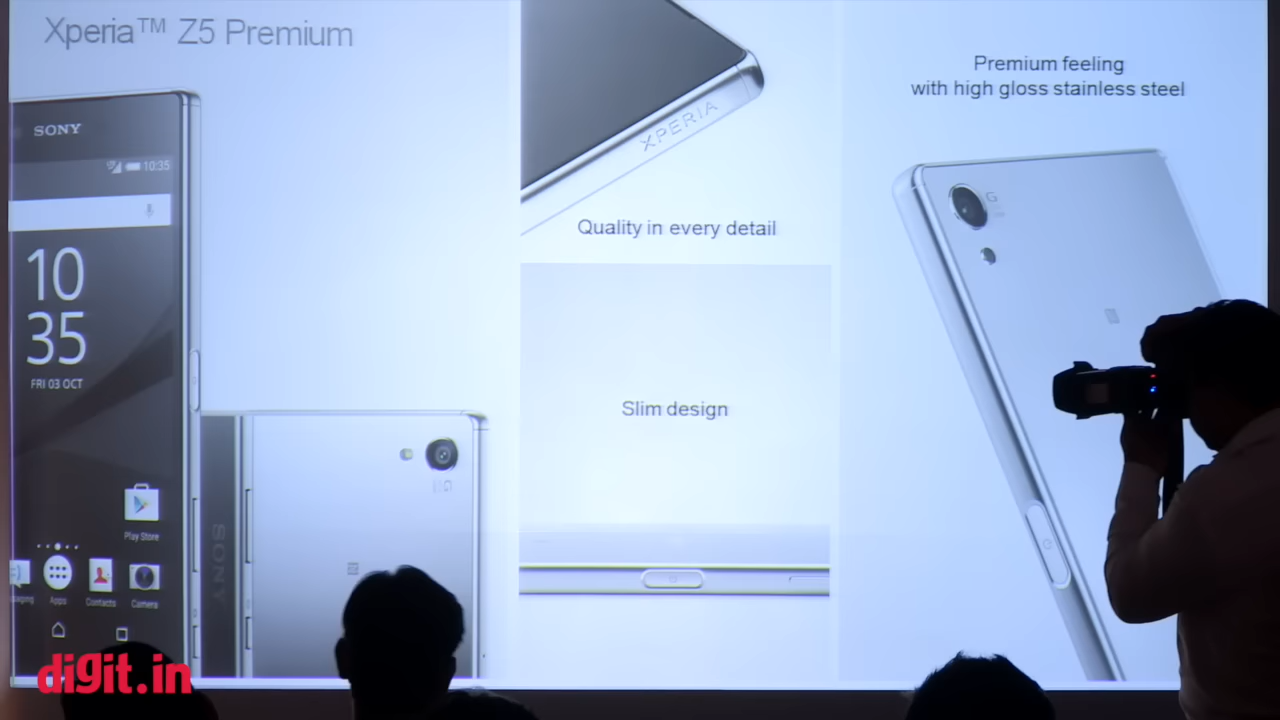 Xperia™ Z5 Premium
SONY
10:35
10
35
FRI 03 OCT
Play Store
Apps
Contacts
Camera
SONY
XPERIA
Quality in every detail
Slim design
Premium feeling
with high gloss stainless steel
G
digit.in